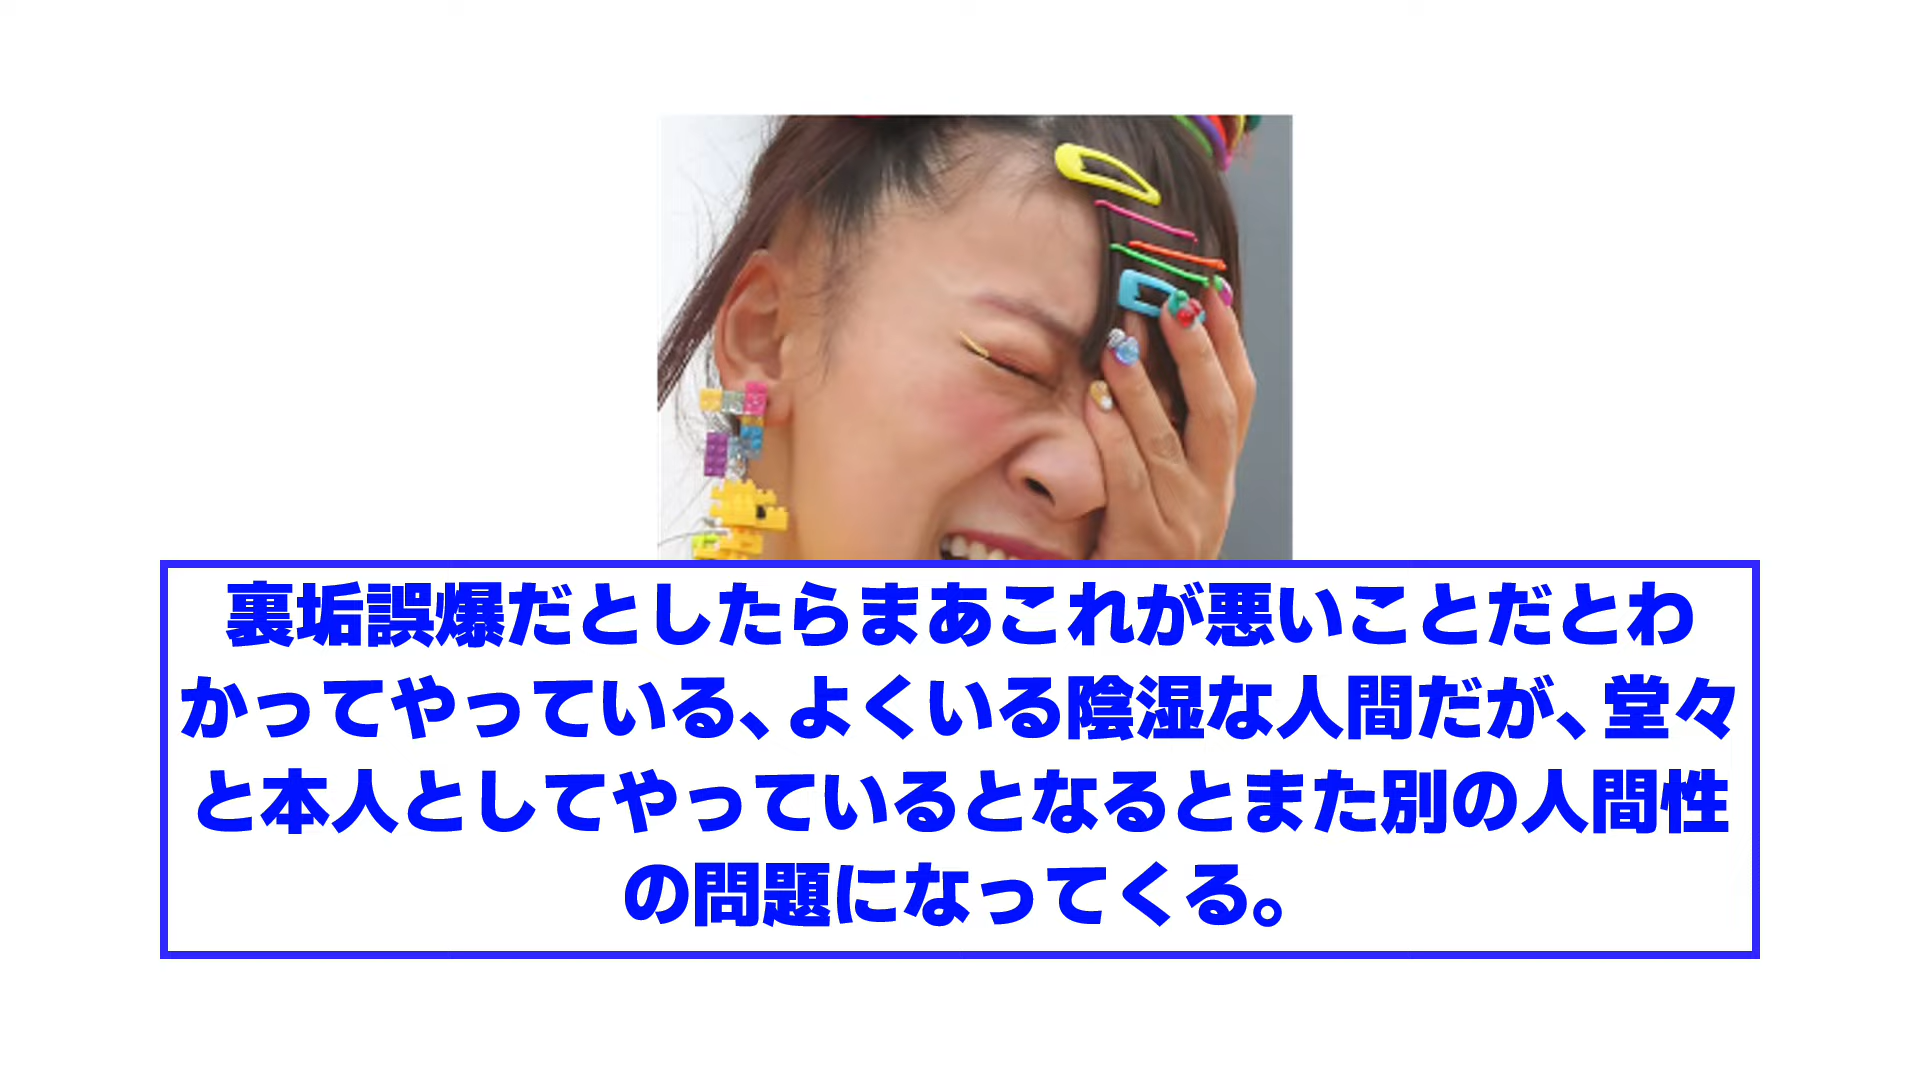 裏垢誤爆だとしたらまあこれが悪いことだとわ
かってやっている、よくいる陰湿な人間だが、堂々
と本人としてやっているとなるとまた別の人間性
の問題になってくる。